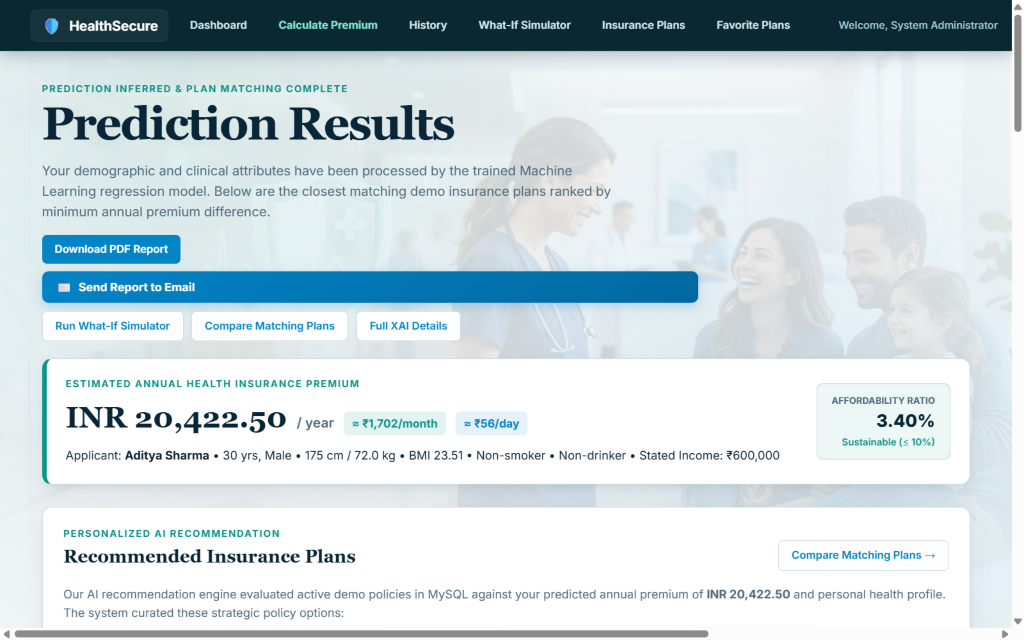 HealthSecure Dashboard Calculate Premium History What-If Simulator Insurance Plans Favorite Plans Welcome, System Administrator
PREDICTION INFERRED & PLAN MATCHING COMPLETE
Prediction Results
Your demographic and clinical attributes have been processed by the trained Machine
Learning regression model. Below are the closest matching demo insurance plans ranked by
minimum annual premium difference.
Download PDF Report
Send Report to Email
Run What-If Simulator Compare Matching Plans Full XAI Details
ESTIMATED ANNUAL HEALTH INSURANCE PREMIUM
INR 20,422.50 / year ≈ ₹1,702/month ≈ ₹56/day
Applicant: Aditya Sharma • 30 yrs, Male • 175 cm / 72.0 kg • BMI 23.51 • Non-smoker • Non-drinker • Stated Income: ₹600,000
AFFORDABILITY RATIO
3.40%
Sustainable (≤ 10%)
PERSONALIZED AI RECOMMENDATION
Recommended Insurance Plans
Compare Matching Plans →
Our AI recommendation engine evaluated active demo policies in MySQL against your predicted annual premium of INR 20,422.50 and personal health profile.
The system curated these strategic policy options: